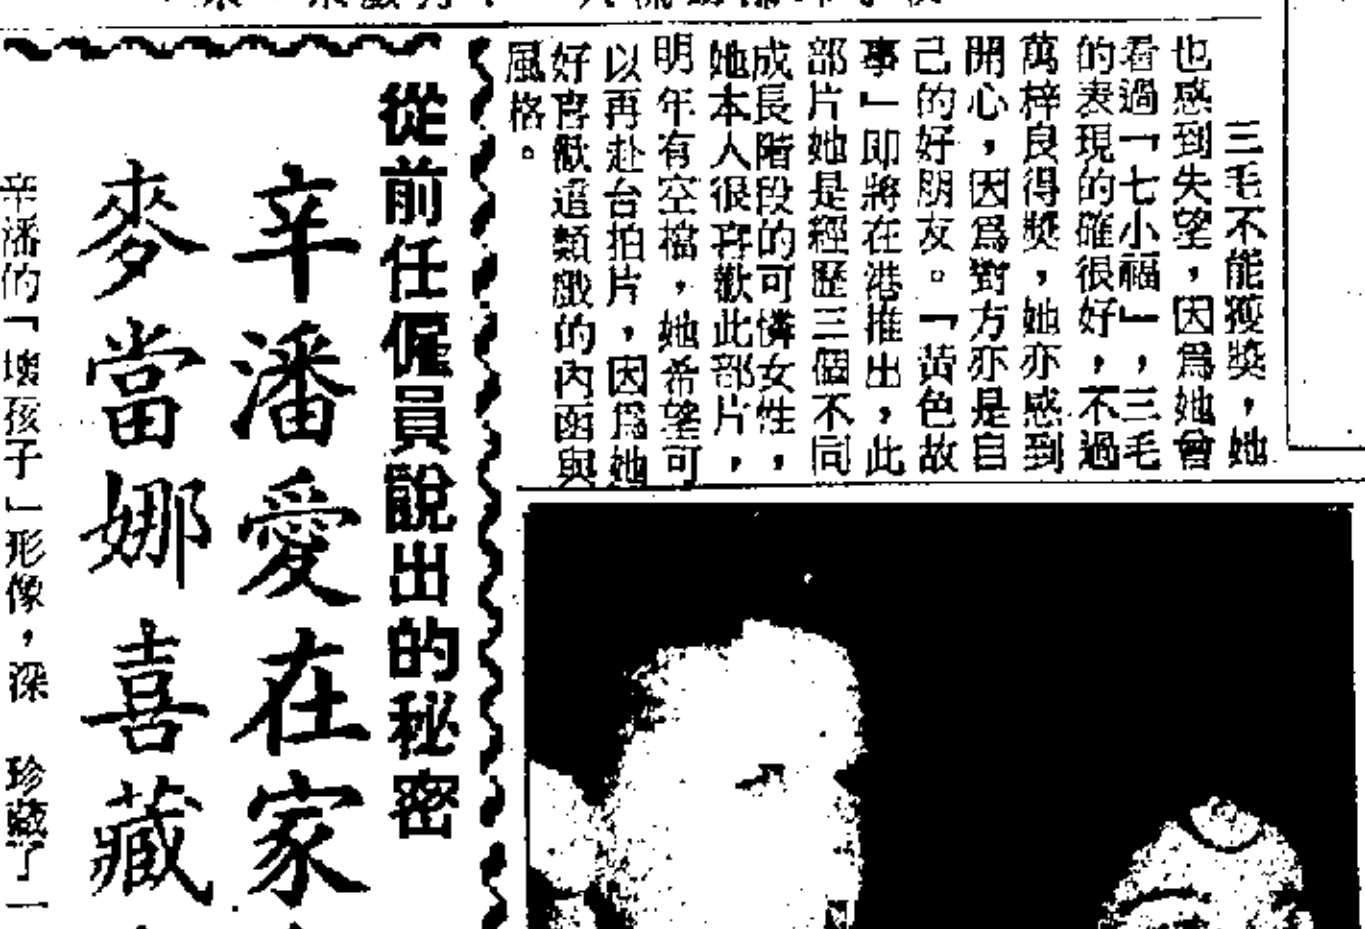 三毛不能獲獎，她
也感到失望，因爲她曾
看過「七小福」，三毛
的表現的確很好，不過
萬梓良得獎，她亦感到
開心，因爲對方亦是自
己的好朋友。「黃色故
事」即將在港推出，此
部片她是經歷三個不同
成長階段的可憐女性，
她本人很喜歡此部片，
明年有空檔，她希望可
以再赴台拍片，因爲她
好喜歡這類戲的內函與
風格。
從前任僱員說出的秘密
辛潘愛在家
麥當娜喜藏
辛潘的「壞孩子」形像，深
珍藏了一